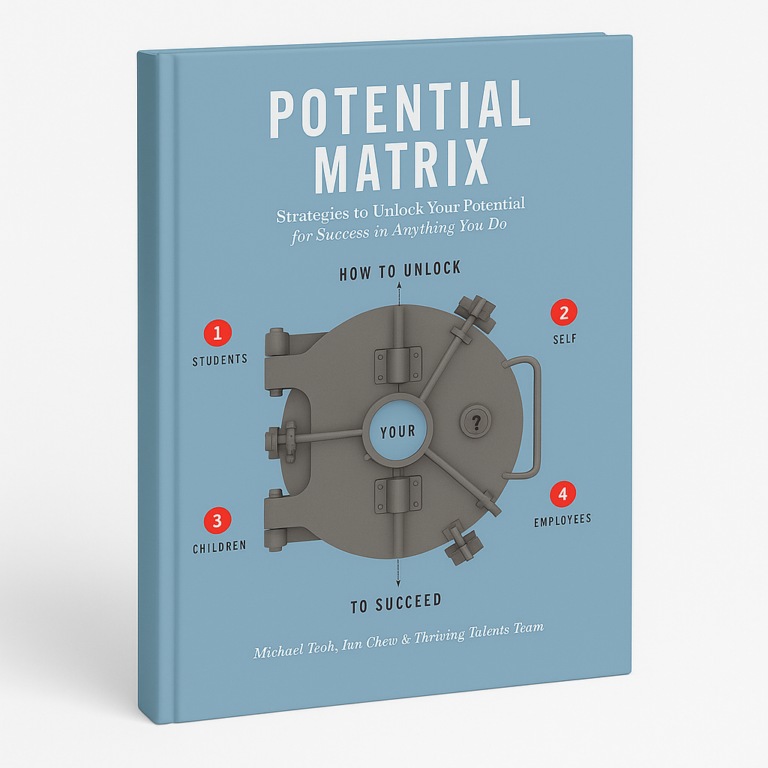 POTENTIAL
MATRIX
Strategies to Unlock Your Potential
for Success in Anything You Do
HOW TO UNLOCK
1
STUDENTS
2
SELF
YOUR
?
3
CHILDREN
4
EMPLOYEES
TO SUCCEED
Michael Teoh, Iun Chew & Thriving Talents Team